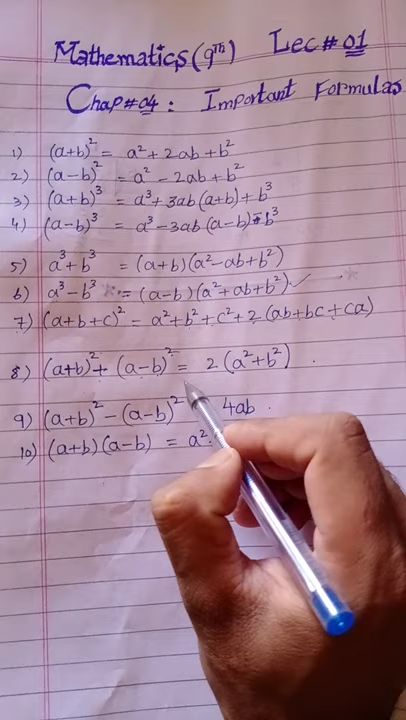 Mathematics (9th) Lec # 01
Chap # 04 : Important Formulas
1) (a+b)² = a² + 2ab + b²
2) (a-b)² = a² - 2ab + b²
3) (a+b)³ = a³ + 3ab (a+b) + b³
4) (a-b)³ = a³ - 3ab (a-b) - b³
5) a³ + b³ = (a+b) (a² - ab + b²)
6) a³ - b³ = (a-b) (a² + ab + b²) ✓
7) (a+b+c)² = a² + b² + c² + 2 (ab + bc + ca)
8) (a+b)² + (a-b)² = 2 (a² + b²)
9) (a+b)² - (a-b)² 4ab
10) (a+b) (a-b) = a²